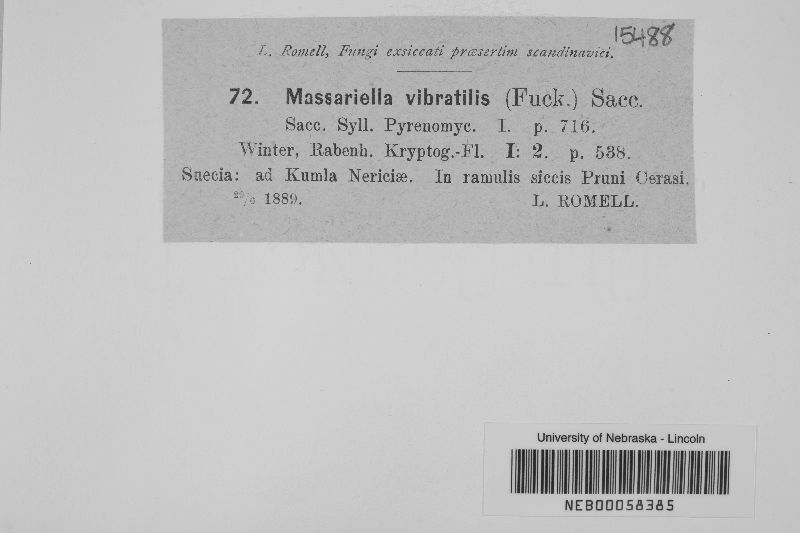 15488
L. Romell, Fungi exsiccati præsertim scandinavici.
72. Massariella vibratilis (Fuck.) Sacc.
Sacc. Syll. Pyrenomyc. I. p. 716.
Winter, Rabenh. Kryptog.-Fl. I: 2. p. 538.
Suecia: ad Kumla Nericiæ. In ramulis siccis Pruni Cerasi.
1889. L. ROMELL.
University of Nebraska - Lincoln
NEB00058385